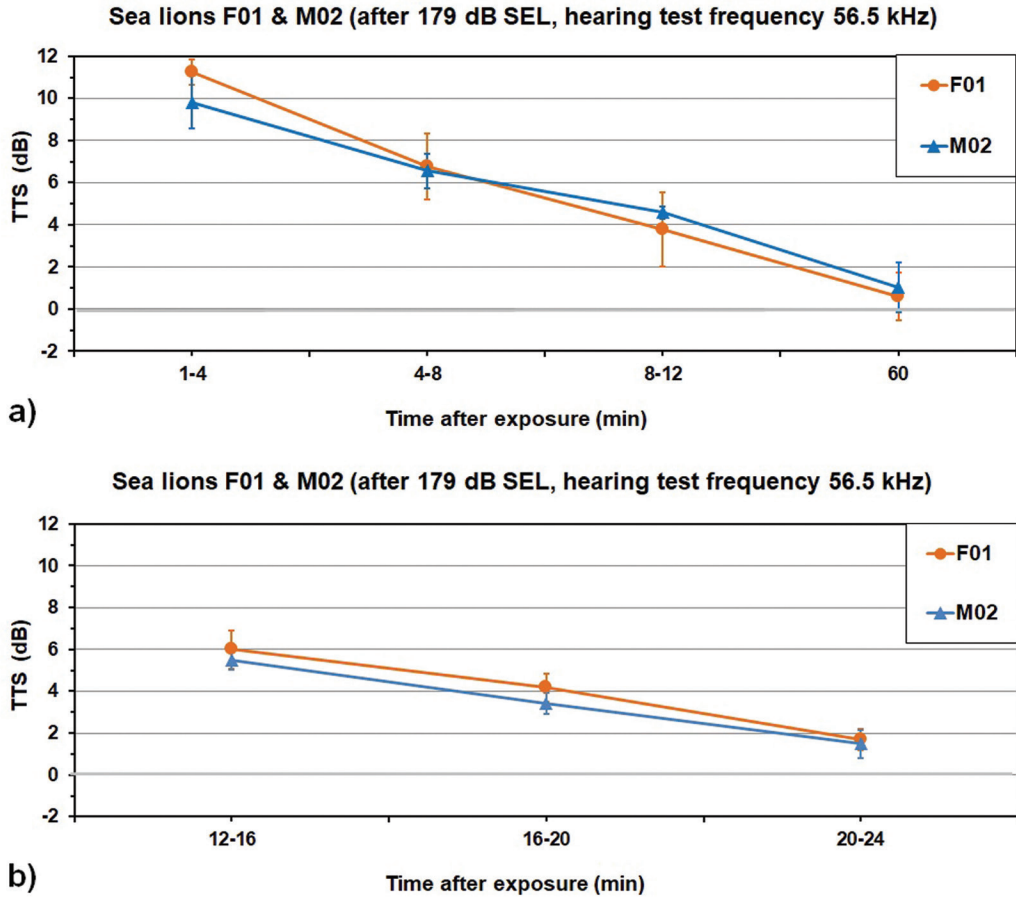 Sea lions F01 & M02 (after 179 dB SEL, hearing test frequency 56.5 kHz)
12
10
8
6
4
2
0
-2
TTS (dB)
F01
M02
1-4 4-8 8-12 60
Time after exposure (min)
a)
Sea lions F01 & M02 (after 179 dB SEL, hearing test frequency 56.5 kHz)
12
10
8
6
4
2
0
-2
TTS (dB)
F01
M02
12-16 16-20 20-24
Time after exposure (min)
b)